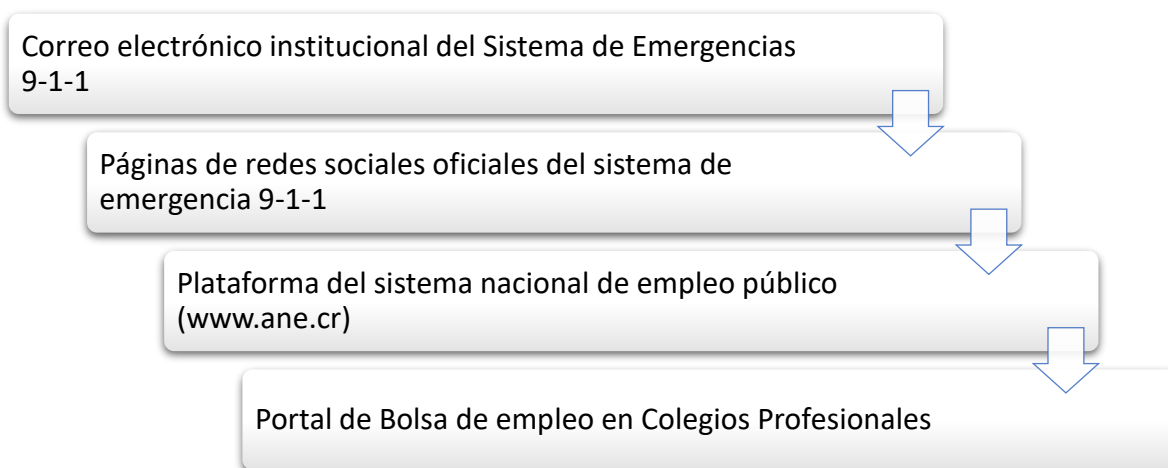 Correo electrónico institucional del Sistema de Emergencias
9-1-1
Páginas de redes sociales oficiales del sistema de
emergencia 9-1-1
Plataforma del sistema nacional de empleo público
(www.ane.cr)
Portal de Bolsa de empleo en Colegios Profesionales